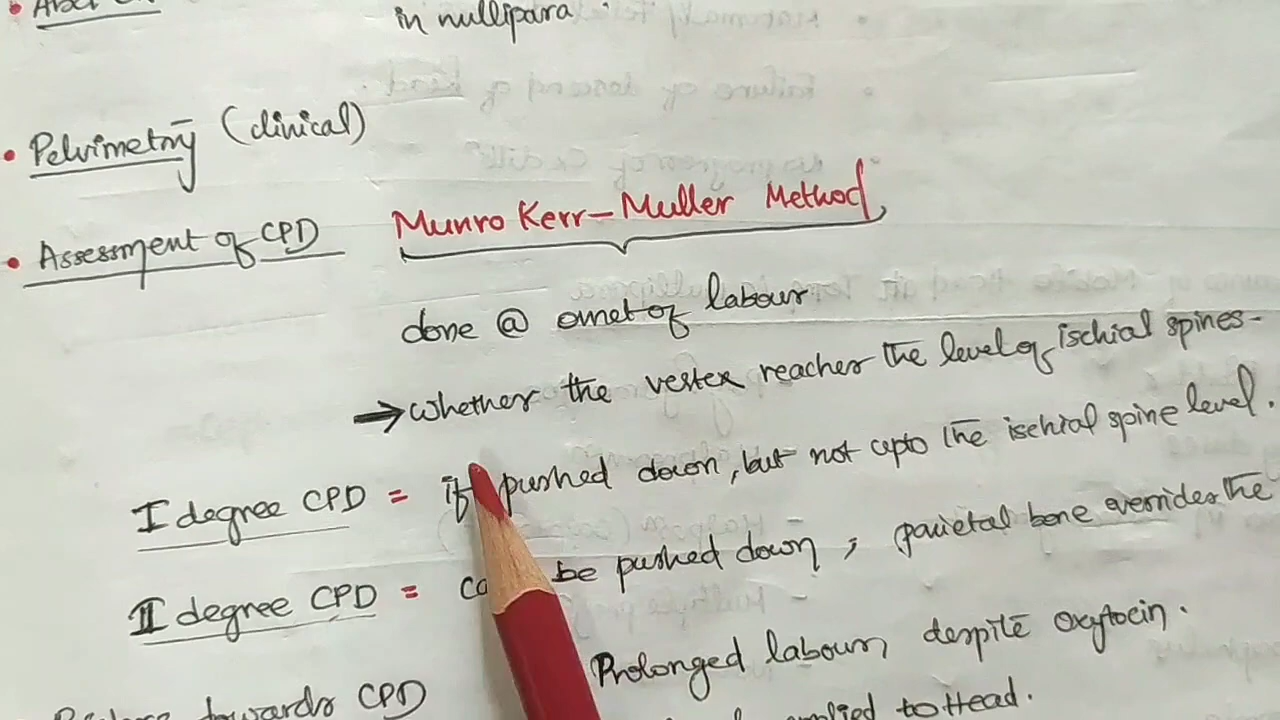 in nullipara.
• Pelvimetry (clinical)
• Assessment of CPD Munro Kerr-Muller Method
done @ onset of labour
→ whether the vertex reaches the level of ischial spines-
I degree CPD = if pushed down, but not upto the ischial spine level.
II degree CPD = be pushed down, parietal bone overrides the
Prolonged labour, despite oxytocin.
towards CPD
applied to Head.